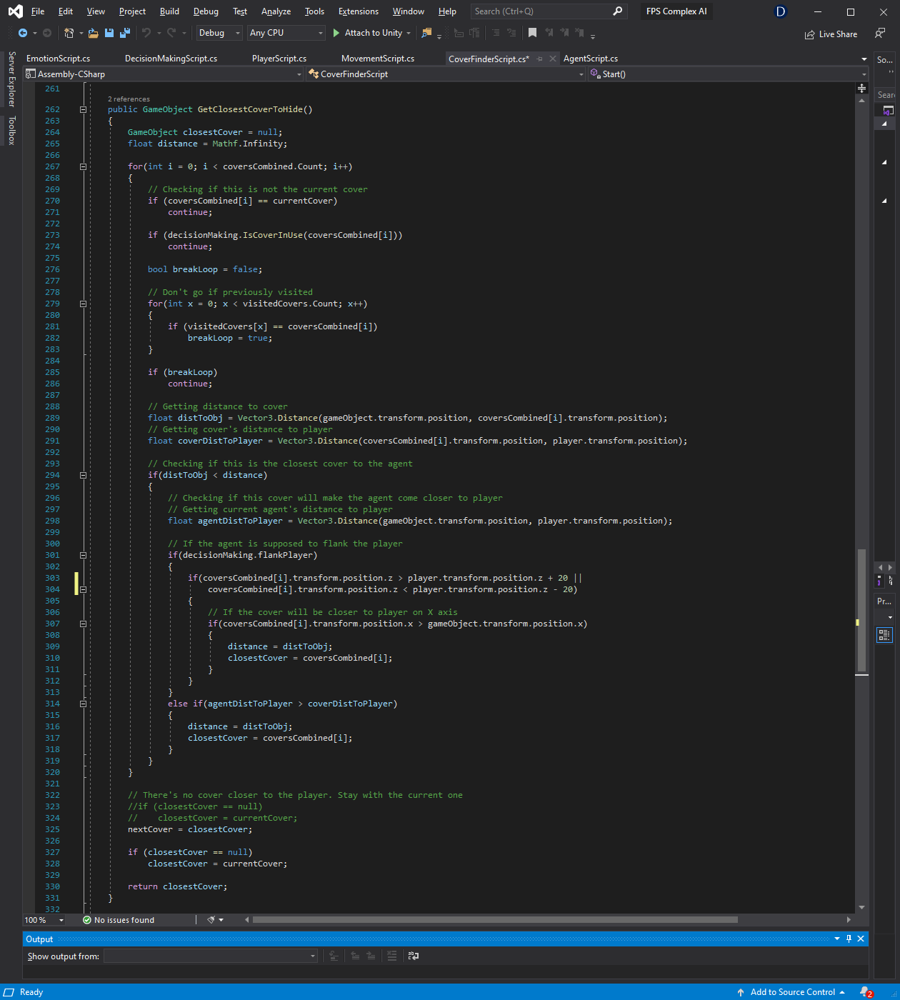 File Edit View Project Build Debug Test Analyze Tools Extensions Window Help Search (Ctrl+Q) FPS Complex AI D
Debug Any CPU Attach to Unity Live Share
EmotionScript.cs DecisionMakingScript.cs PlayerScript.cs MovementScript.cs CoverFinderScript.cs* AgentScript.cs So...
Server Explorer
Toolbox
Assembly-CSharp CoverFinderScript Start()
Sear
261
2 references
262 public GameObject GetClosestCoverToHide()
263 {
264 GameObject closestCover = null;
265 float distance = Mathf.Infinity;
266
267 for(int i = 0; i < coversCombined.Count; i++)
268 {
269 // Checking if this is not the current cover
270 if (coversCombined[i] == currentCover)
271 continue;
272
273 if (decisionMaking.IsCoverInUse(coversCombined[i]))
274 continue;
275
276 bool breakLoop = false;
277
278 // Don't go if previously visited
279 for(int x = 0; x < visitedCovers.Count; x++)
280 {
281 if (visitedCovers[x] == coversCombined[i])
282 breakLoop = true;
283 }
284
285 if (breakLoop)
286 continue;
287
288 // Getting distance to cover
289 float distToObj = Vector3.Distance(gameObject.transform.position, coversCombined[i].transform.position);
290 // Getting cover's distance to player
291 float coverDistToPlayer = Vector3.Distance(coversCombined[i].transform.position, player.transform.position);
292
293 // Checking if this is the closest cover to the agent
294 if(distToObj < distance)
295 {
296 // Checking if this cover will make the agent come closer to player
297 // Getting current agent's distance to player
298 float agentDistToPlayer = Vector3.Distance(gameObject.transform.position, player.transform.position);
299
300 // If the agent is supposed to flank the player
301 if(decisionMaking.flankPlayer)
302 {
303 if(coversCombined[i].transform.position.z > player.transform.position.z + 20 ||
304 coversCombined[i].transform.position.z < player.transform.position.z - 20)
305 {
306 // If the cover will be closer to player on X axis
307 if(coversCombined[i].transform.position.x > gameObject.transform.position.x)
308 {
309 distance = distToObj;
310 closestCover = coversCombined[i];
311 }
312 }
313 }
314 else if(agentDistToPlayer > coverDistToPlayer)
315 {
316 distance = distToObj;
317 closestCover = coversCombined[i];
318 }
319 }
320 }
321
322 // There's no cover closer to the player. Stay with the current one
323 //if (closestCover == null)
324 // closestCover = currentCover;
325 nextCover = closestCover;
326
327 if (closestCover == null)
328 closestCover = currentCover;
329
330 return closestCover;
331 }
332
Pr...
100 % No issues found
Output
Show output from:
Ready Add to Source Control 2